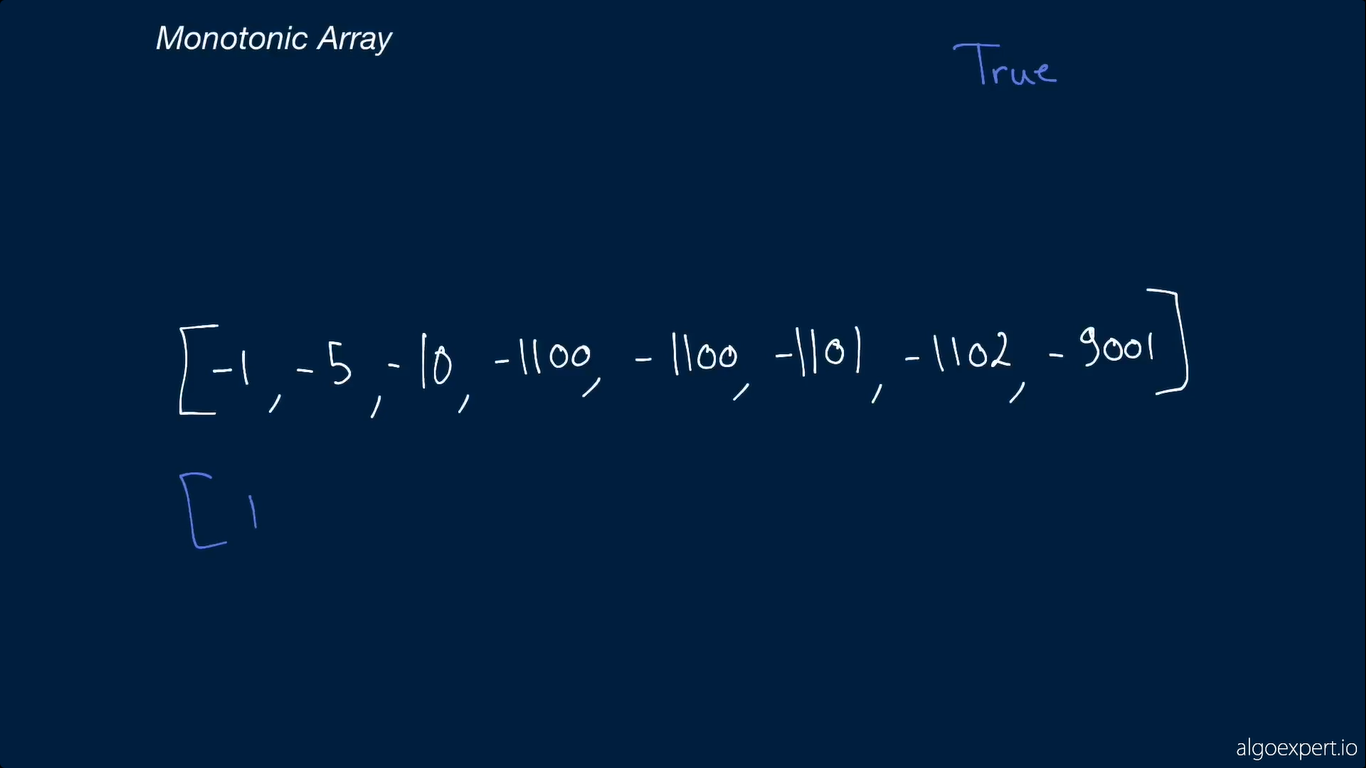 Monotonic Array
True
[-1, -5, -10, -1100, -1100, -1101, -1102, -9001]
[ 1
algoexpert.io